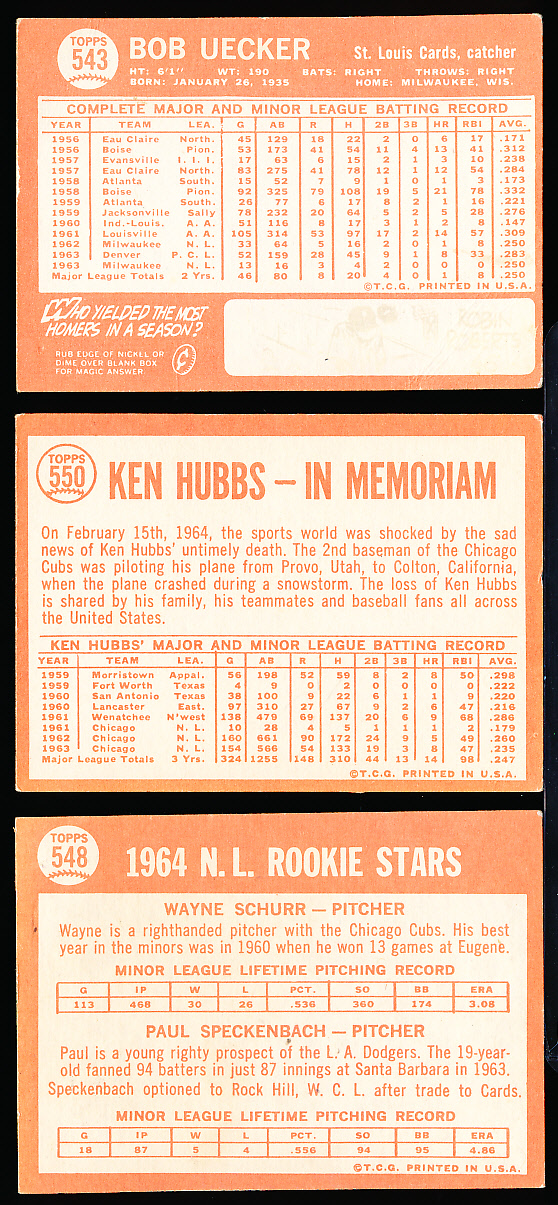 TOPPS
543
BOB UECKER
St. Louis Cards, catcher
HT: 6'1" WT: 190 BATS: RIGHT THROWS: RIGHT
BORN: JANUARY 26, 1935 HOME: MILWAUKEE, WIS.
COMPLETE MAJOR AND MINOR LEAGUE BATTING RECORD
YEAR TEAM LEA. G AB R H 2B 3B HR RBI AVG.
1956 Eau Claire North. 45 129 18 22 2 0 6 17 .171
1956 Boise Pion. 53 173 41 54 11 4 13 41 .312
1957 Evansville I. I. I. 17 63 6 15 2 1 3 10 .238
1957 Eau Claire North. 83 275 41 78 12 1 12 54 .284
1958 Atlanta South. 15 52 7 9 1 0 1 3 .173
1958 Boise Pion. 92 325 79 108 19 5 21 78 .332
1959 Atlanta South. 26 77 6 17 8 2 1 16 .221
1959 Jacksonville Sally 78 232 20 64 5 2 5 28 .276
1960 Ind.-Louis. A. A. 51 116 8 17 3 1 2 8 .147
1961 Louisville A. A. 105 314 53 97 17 2 14 57 .309
1962 Milwaukee N. L. 33 64 5 16 2 0 1 8 .250
1963 Denver P. C. L. 52 159 28 45 9 1 8 33 .283
1963 Milwaukee N. L. 13 16 3 4 2 0 0 0 .250
Major League Totals 2 Yrs. 46 80 8 20 4 0 1 8 .250
©T.C.G. PRINTED IN U.S.A.
WHO YIELDED THE MOST
HOMERS IN A SEASON?
RUB EDGE OF NICKEL OR
DIME OVER BLANK BOX
FOR MAGIC ANSWER
TOPPS
550
KEN HUBBS — IN MEMORIAM
On February 15th, 1964, the sports world was shocked by the sad
news of Ken Hubbs' untimely death. The 2nd baseman of the Chicago
Cubs was piloting his plane from Provo, Utah, to Colton, California,
when the plane crashed during a snowstorm. The loss of Ken Hubbs
is shared by his family, his teammates and baseball fans all across
the United States.
KEN HUBBS' MAJOR AND MINOR LEAGUE BATTING RECORD
YEAR TEAM LEA. G AB R H 2B 3B HR RBI AVG.
1959 Morristown Appal. 56 198 52 59 8 2 8 50 .298
1959 Fort Worth Texas 4 9 0 2 0 0 0 0 .222
1960 San Antonio Texas 38 100 9 22 6 1 1 9 .220
1960 Lancaster East. 97 310 27 67 9 2 6 47 .216
1961 Wenatchee N'west 138 479 69 137 20 6 9 68 .286
1961 Chicago N. L. 10 28 4 5 1 1 1 2 .179
1962 Chicago N. L. 160 661 90 172 24 9 5 49 .260
1963 Chicago N. L. 154 566 54 133 19 3 8 47 .235
Major League Totals 3 Yrs. 324 1255 148 310 44 13 14 98 .247
©T.C.G. PRINTED IN U.S.A.
TOPPS
548
1964 N. L. ROOKIE STARS
WAYNE SCHURR — PITCHER
Wayne is a righthanded pitcher with the Chicago Cubs. His best
year in the minors was in 1960 when he won 13 games at Eugene.
MINOR LEAGUE LIFETIME PITCHING RECORD
G IP W L PCT. SO BB ERA
113 468 30 26 .536 360 174 3.08
PAUL SPECKENBACH — PITCHER
Paul is a young righty prospect of the L. A. Dodgers. The 19-year-
old fanned 94 batters in just 87 innings at Santa Barbara in 1963.
Speckenbach optioned to Rock Hill, W. C. L. after trade to Cards.
MINOR LEAGUE LIFETIME PITCHING RECORD
G IP W L PCT. SO BB ERA
18 87 5 4 .556 94 95 4.86
©T.C.G. PRINTED IN U.S.A.